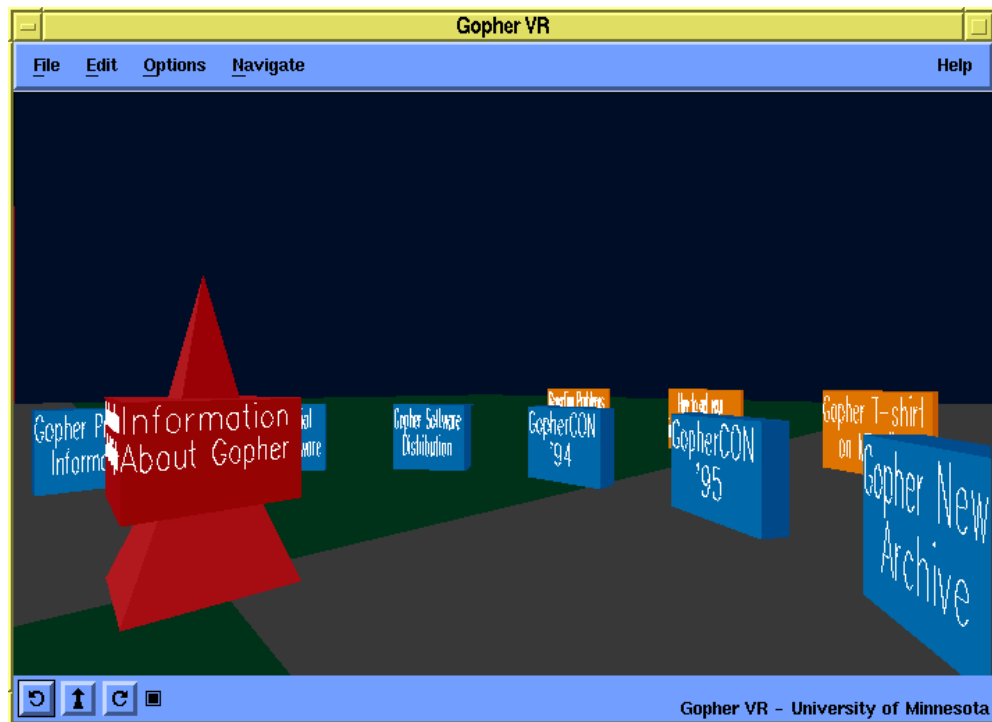 Gopher VR
File Edit Options Navigate Help
Information
About Gopher
Gopher
Gopher Software
Distribution
GopherCON
'94
GopherCON
'95
Gopher T-shirt
on
Gopher New
Archive
Gopher VR - University of Minnesota